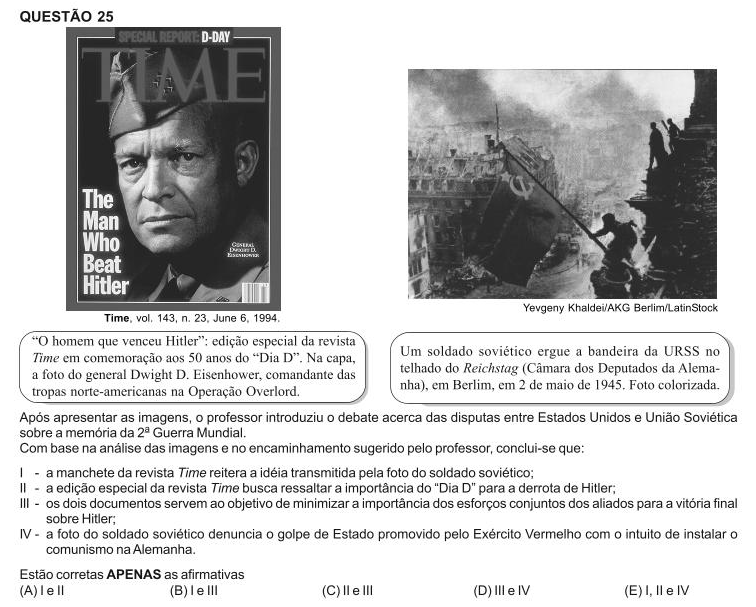 QUESTÃO 25
SPECIAL REPORT: D-DAY
TIME
The
Man
Who
Beat
Hitler
GENERAL
DWIGHT D.
EISENHOWER
Time, vol. 143, n. 23, June 6, 1994.
Yevgeny Khaldei/AKG Berlim/LatinStock
“O homem que venceu Hitler”: edição especial da revista
Time em comemoração aos 50 anos do “Dia D”. Na capa,
a foto do general Dwight D. Eisenhower, comandante das
tropas norte-americanas na Operação Overlord.
Um soldado soviético ergue a bandeira da URSS no
telhado do Reichstag (Câmara dos Deputados da Alema-
nha), em Berlim, em 2 de maio de 1945. Foto colorizada.
Após apresentar as imagens, o professor introduziu o debate acerca das disputas entre Estados Unidos e União Soviética
sobre a memória da 2ª Guerra Mundial.
Com base na análise das imagens e no encaminhamento sugerido pelo professor, conclui-se que:
I - a manchete da revista Time reitera a idéia transmitida pela foto do soldado soviético;
II - a edição especial da revista Time busca ressaltar a importância do “Dia D” para a derrota de Hitler;
III - os dois documentos servem ao objetivo de minimizar a importância dos esforços conjuntos dos aliados para a vitória final
sobre Hitler;
IV - a foto do soldado soviético denuncia o golpe de Estado promovido pelo Exército Vermelho com o intuito de instalar o
comunismo na Alemanha.
Estão corretas APENAS as afirmativas
(A) I e II (B) I e III (C) II e III (D) III e IV (E) I, II e IV